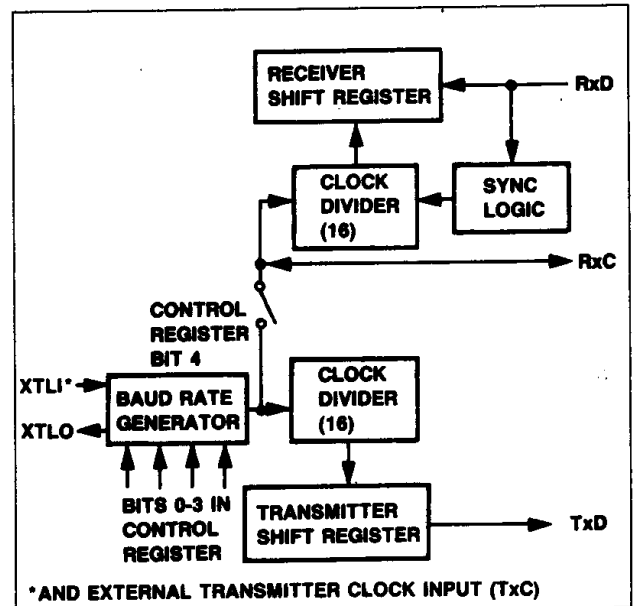 RECEIVER
SHIFT REGISTER
RxD
CLOCK
DIVIDER
(16)
SYNC
LOGIC
RxC
CONTROL
REGISTER
BIT 4
XTLI*
XTLO
BAUD RATE
GENERATOR
CLOCK
DIVIDER
(16)
BITS 0-3 IN
CONTROL
REGISTER
TRANSMITTER
SHIFT REGISTER
TxD
*AND EXTERNAL TRANSMITTER CLOCK INPUT (TxC)